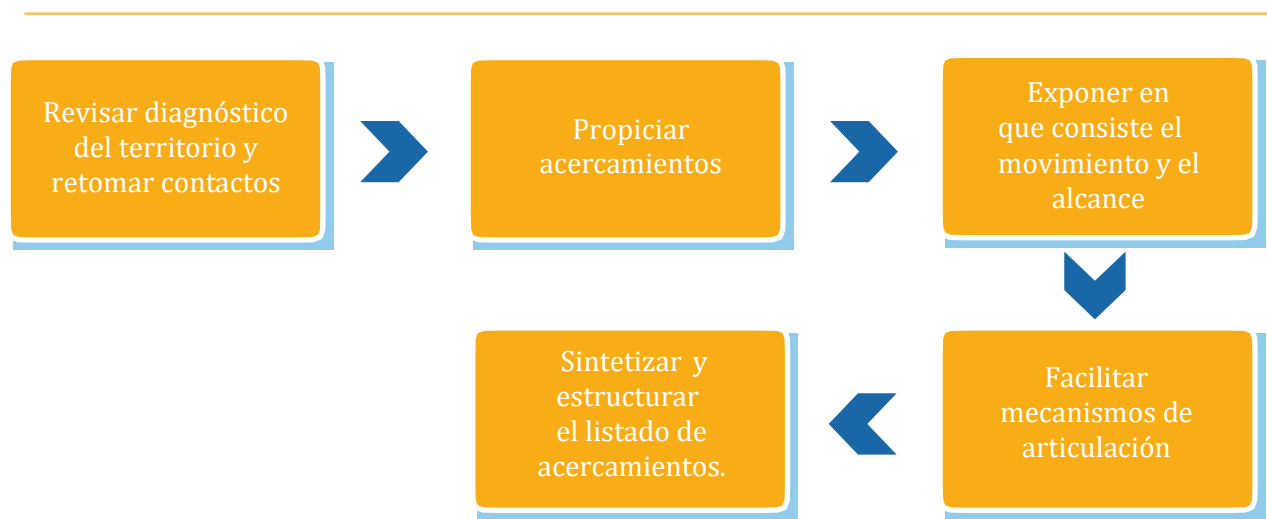 Revisar diagnóstico
del territorio y
retomar contactos
Propiciar
acercamientos
Exponer en
que consiste el
movimiento y el
alcance
Facilitar
mecanismos de
articulación
Sintetizar y
estructurar
el listado de
acercamientos.